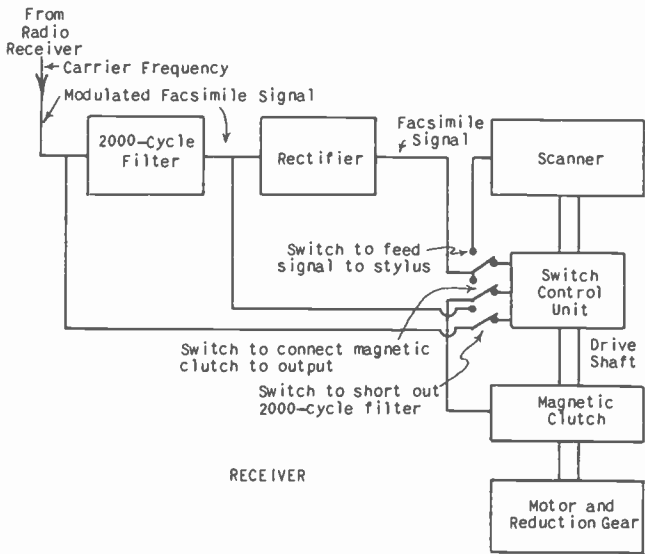 From
Radio
Receiver
Carrier Frequency
Modulated Facsimile Signal
2000-Cycle
Filter
Rectifier
Facsimile
Signal
Scanner
Switch to feed
signal to stylus
Switch
Control
Unit
Switch to connect magnetic
clutch to output
Drive
Shaft
Switch to short out
2000-cycle filter
Magnetic
Clutch
RECEIVER
Motor and
Reduction Gear